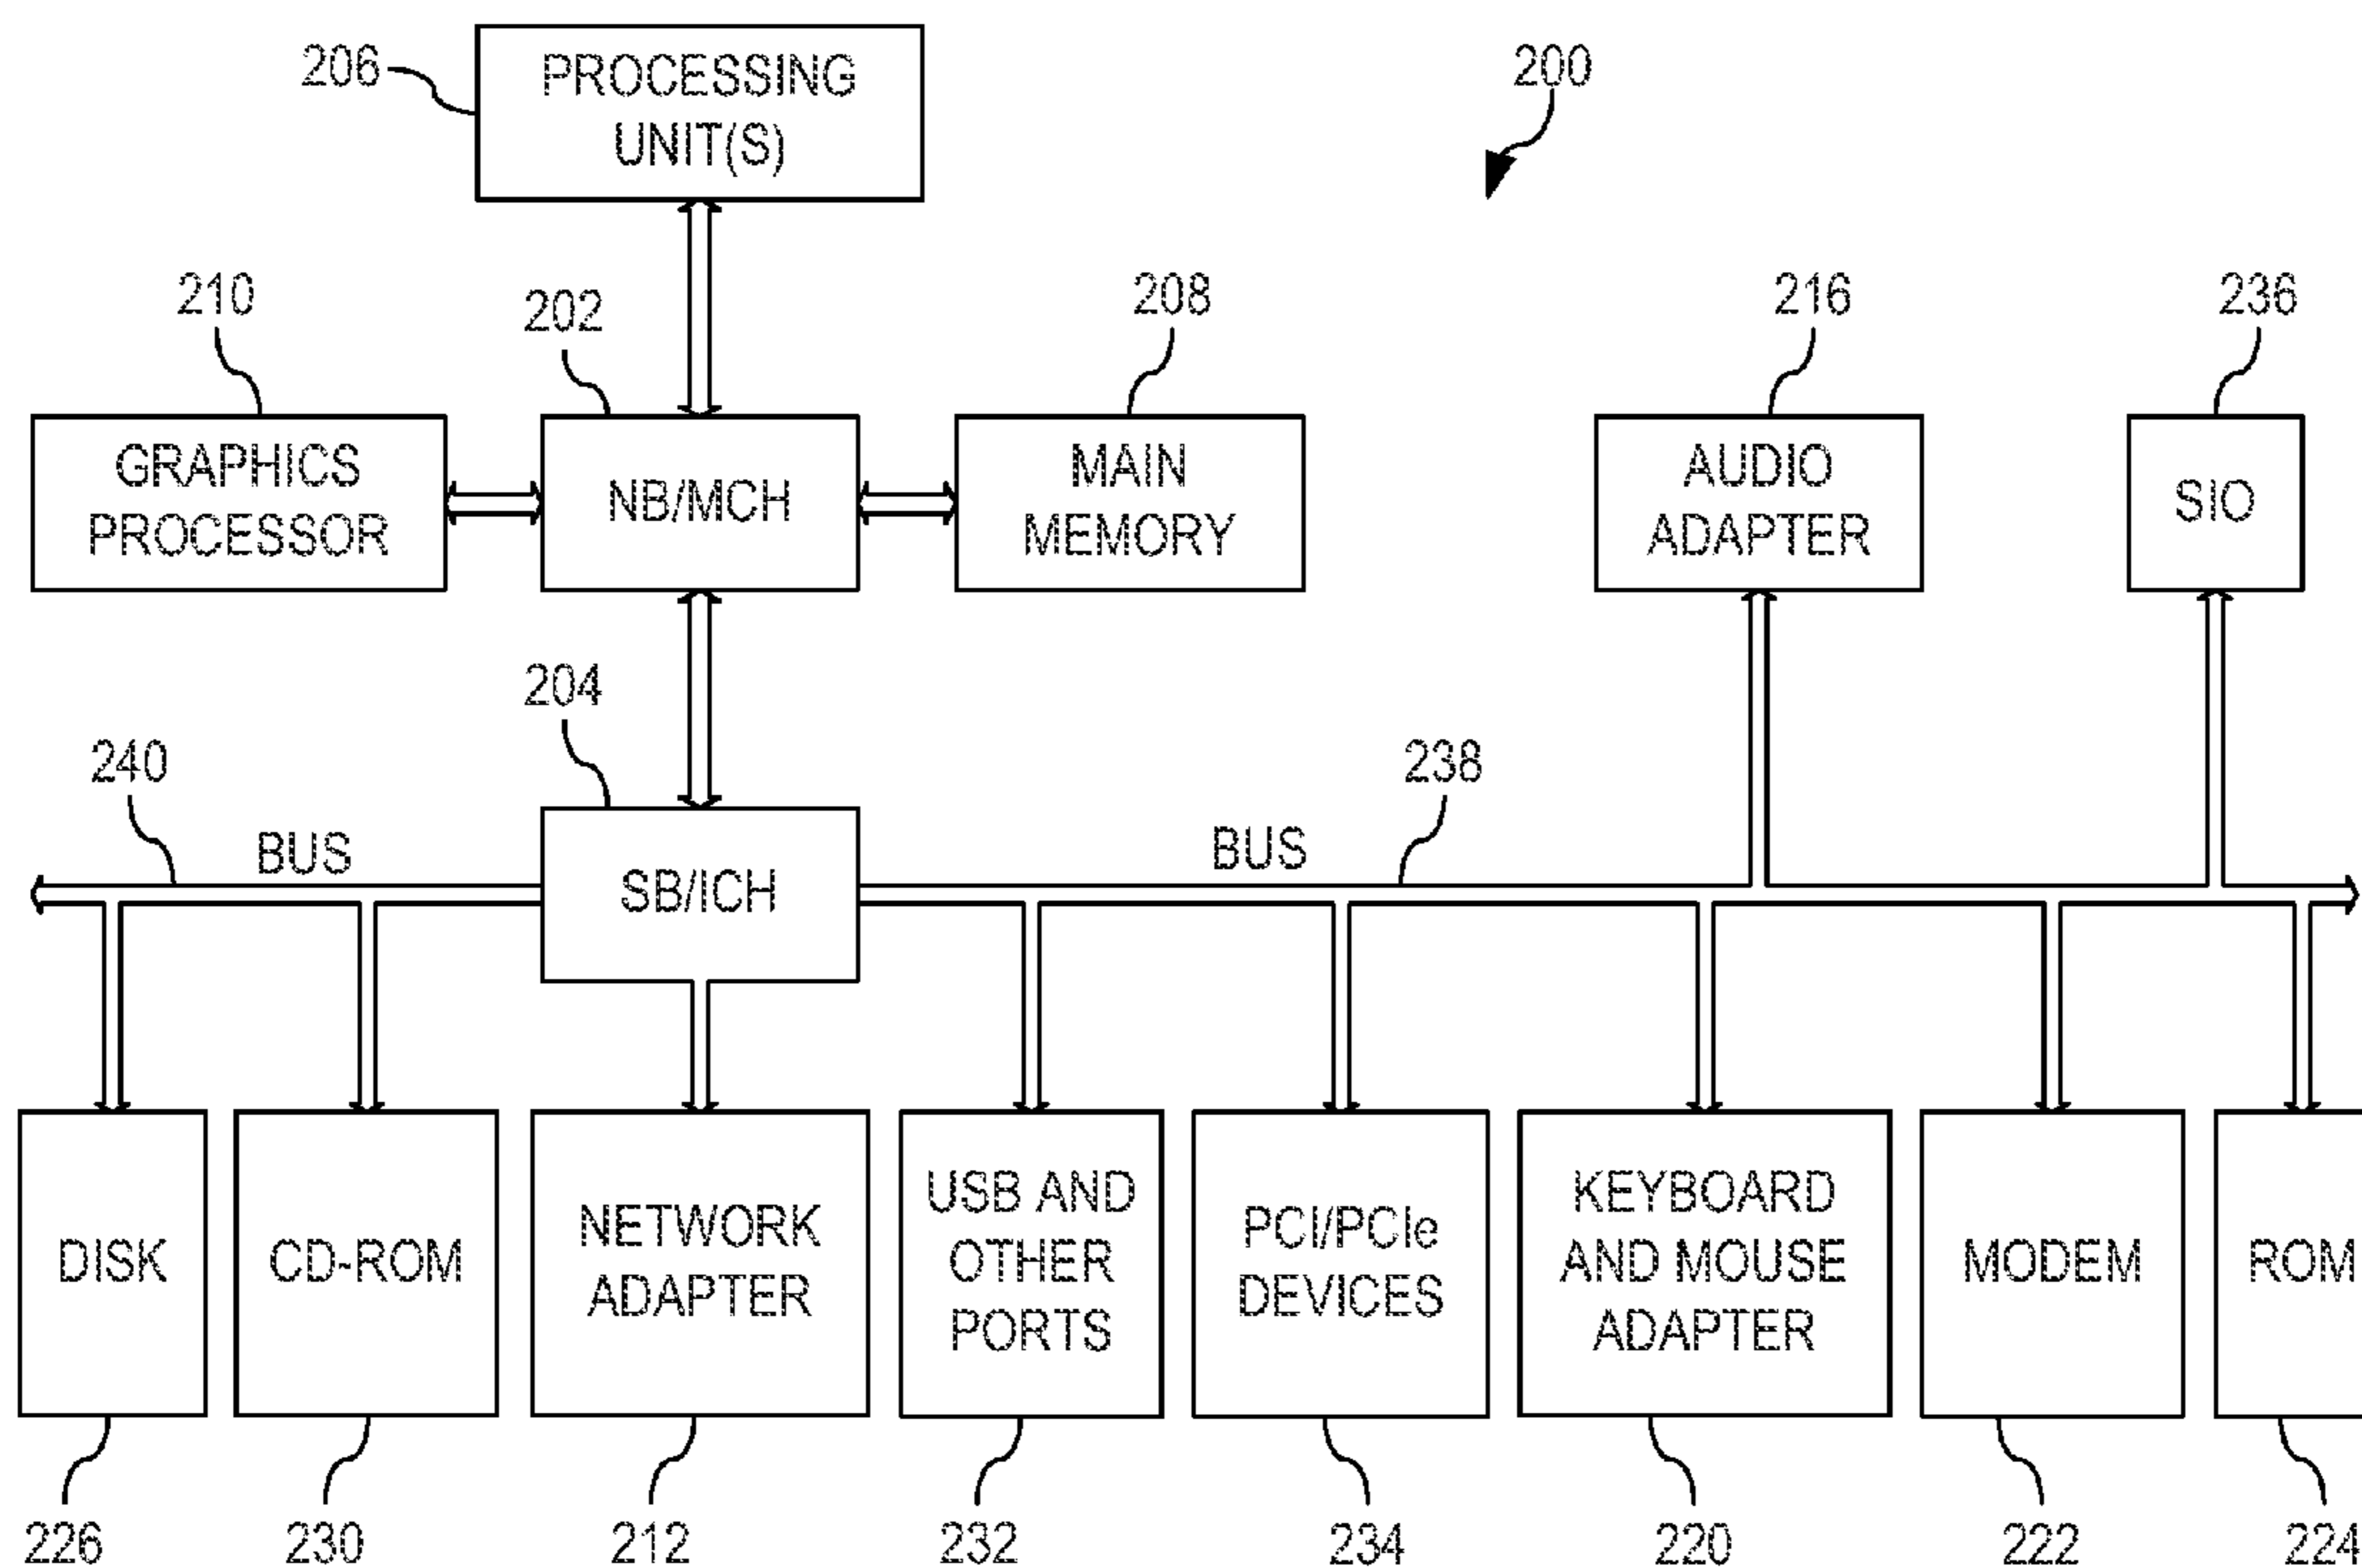 206
PROCESSING
UNIT(S)
200
210
202
208
216
236
GRAPHICS
PROCESSOR
NB/MCH
MAIN
MEMORY
AUDIO
ADAPTER
SIO
204
240
238
BUS
BUS
SB/ICH
DISK
CD-ROM
NETWORK
ADAPTER
USB AND
OTHER
PORTS
PCI/PCIe
DEVICES
KEYBOARD
AND MOUSE
ADAPTER
MODEM
ROM
226
230
212
232
234
220
222
224